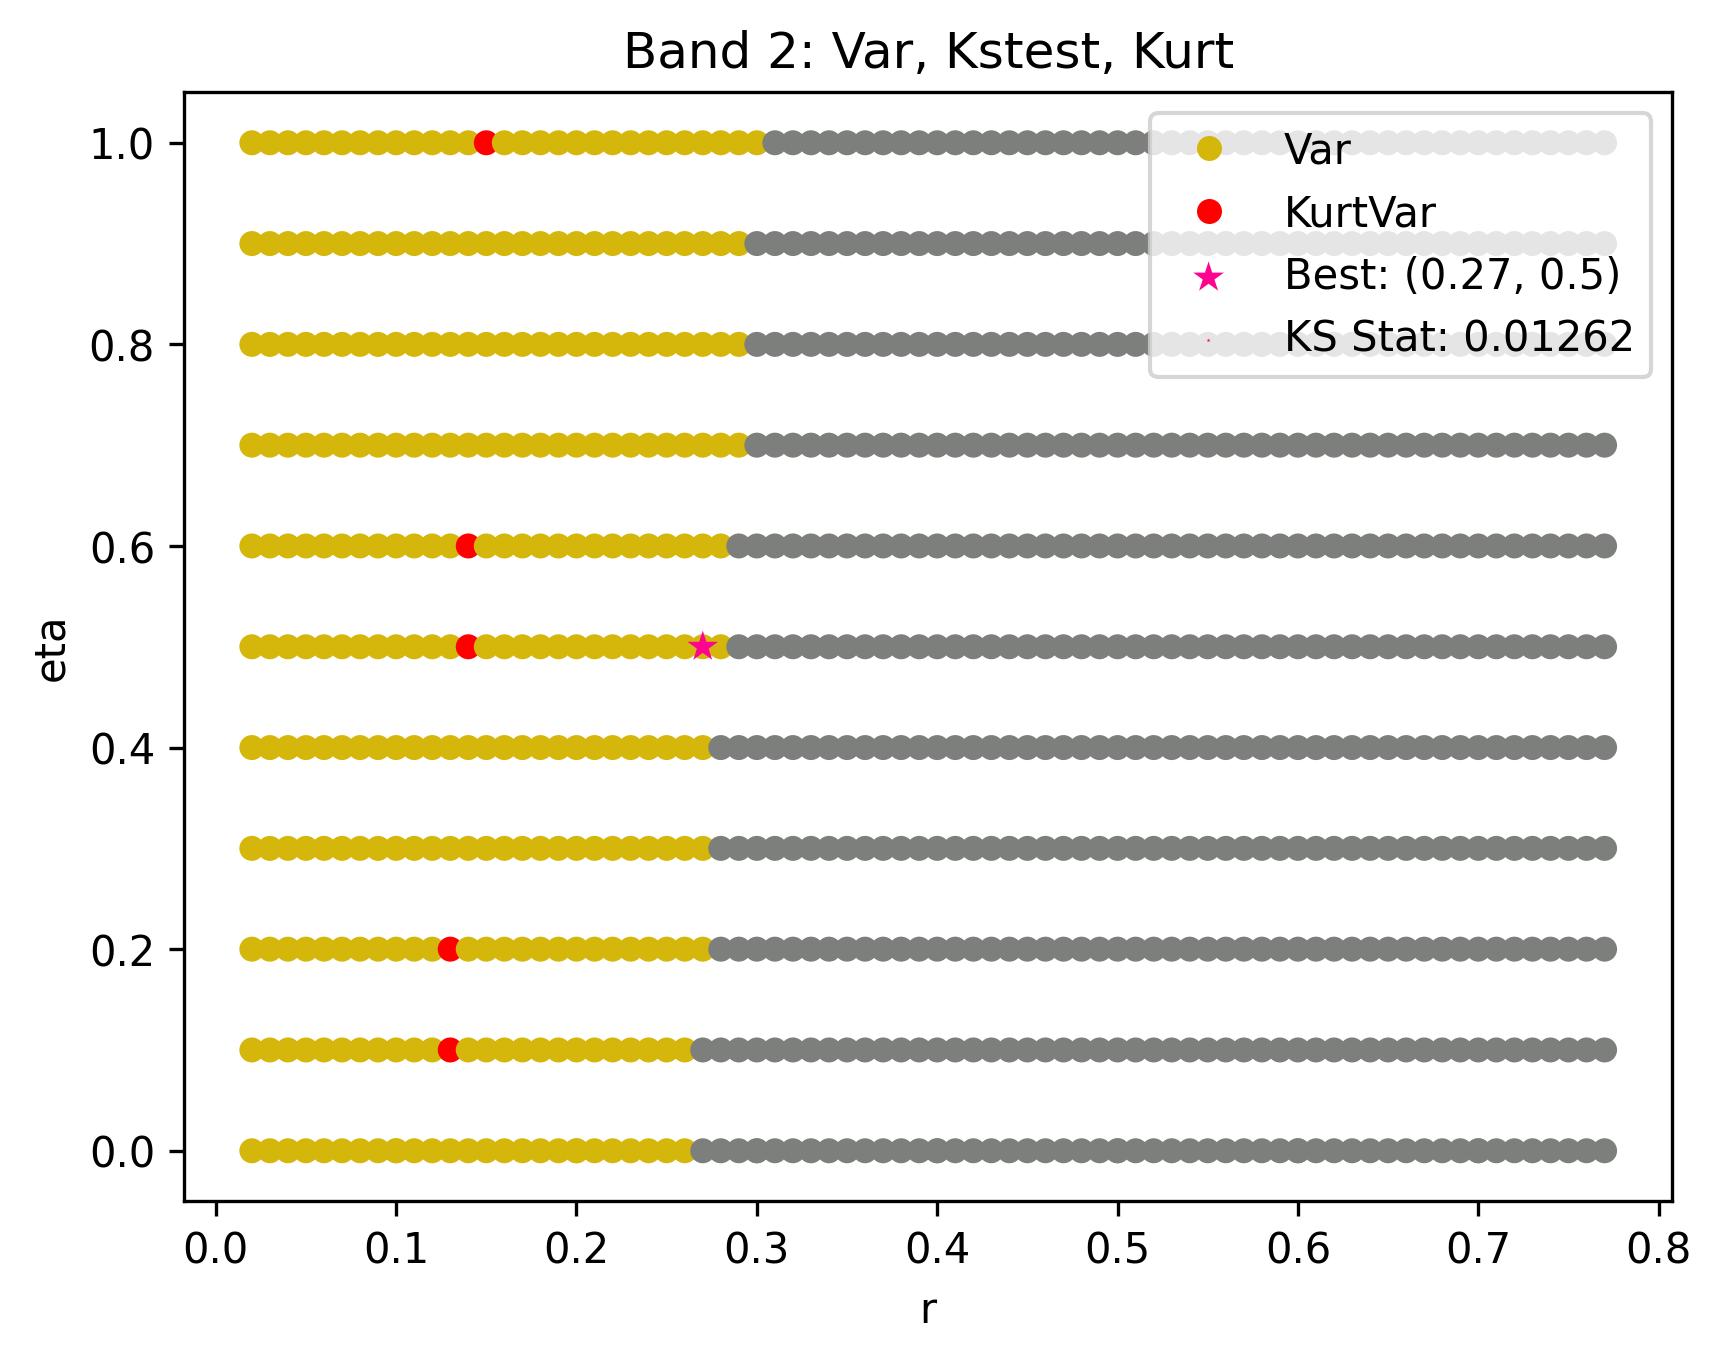 Band 2: Var, Kstest, Kurt
Var
KurtVar
Best: (0.27, 0.5)
KS Stat: 0.01262
eta
1.0
0.8
0.6
0.4
0.2
0.0
0.0 0.1 0.2 0.3 0.4 0.5 0.6 0.7 0.8
r